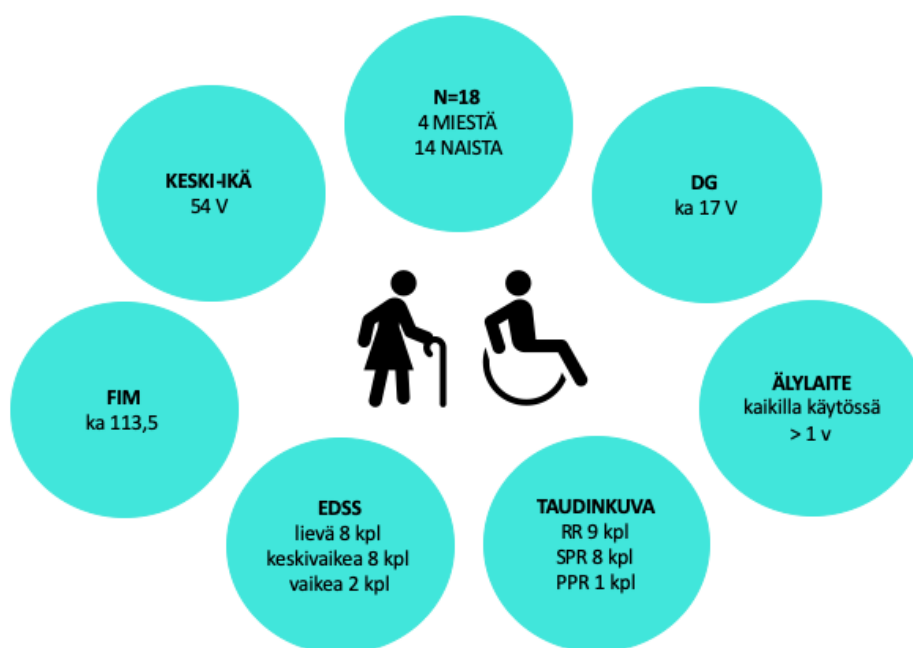 N=18
4 MIESTÄ
14 NAISTA
KESKI-IKÄ
54 V
DG
ka 17 V
FIM
ka 113,5
ÄLYLAITE
kaikilla käytössä
> 1 v
EDSS
lievä 8 kpl
keskivaikea 8 kpl
vaikea 2 kpl
TAUDINKUVA
RR 9 kpl
SPR 8 kpl
PPR 1 kpl